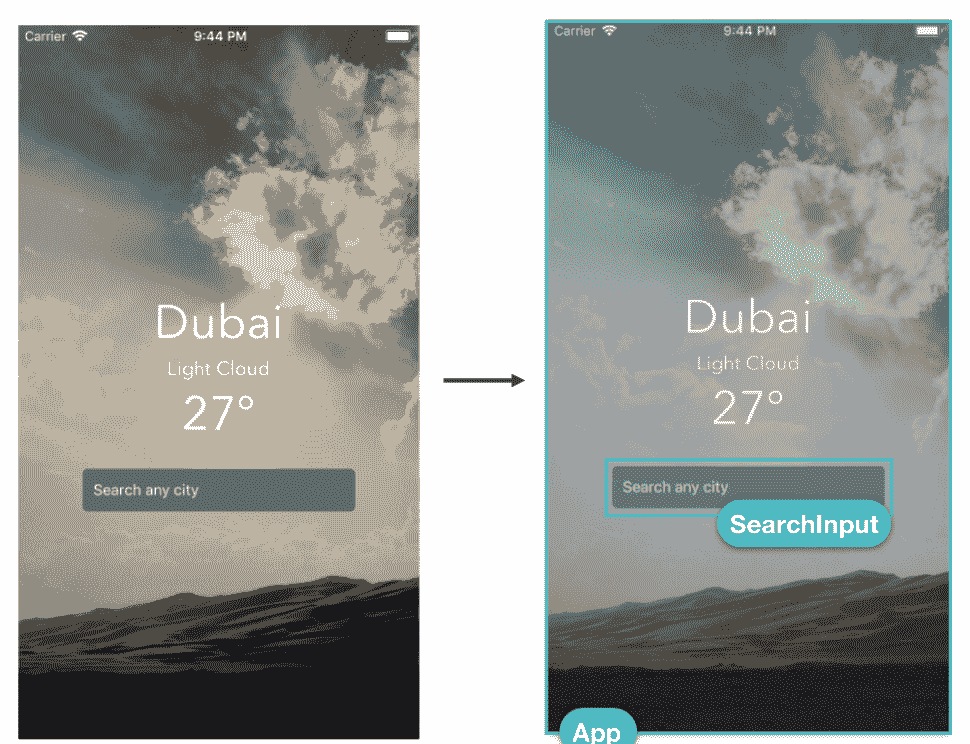 Carrier 9:44 PM
Dubai
Light Cloud
27°
Search any city
Carrier 9:44 PM
Dubai
Light Cloud
27°
Search any city
SearchInput
App